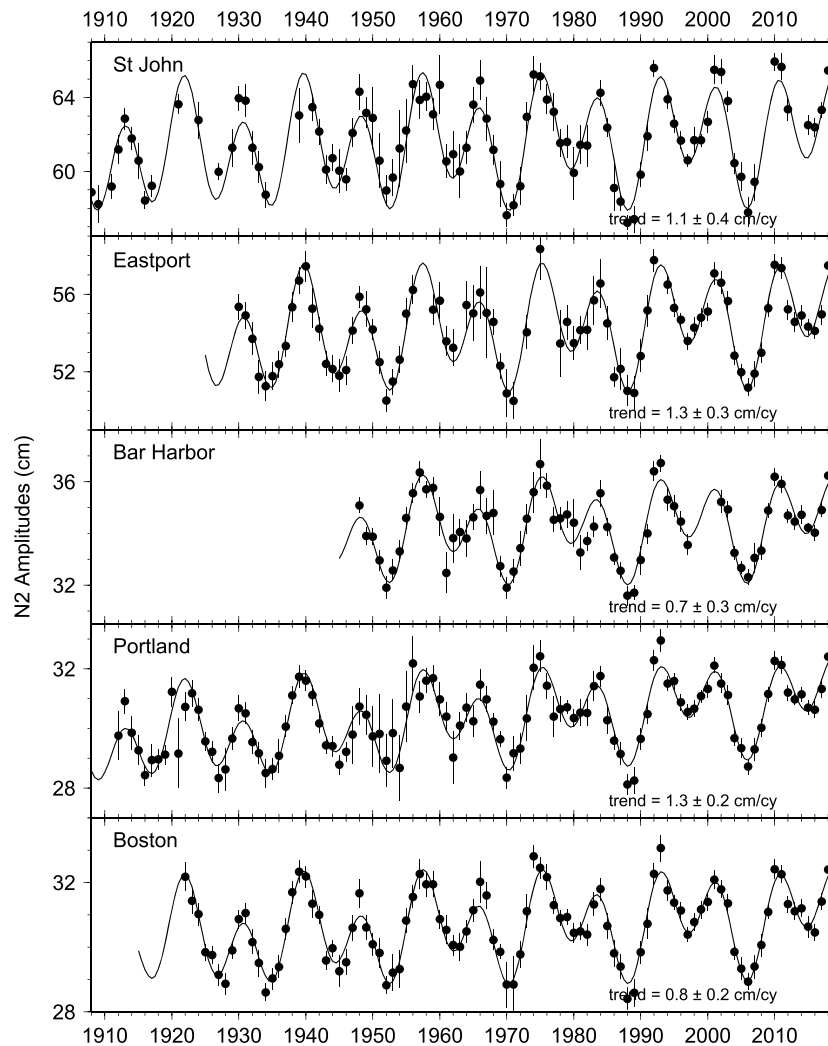 1910 1920 1930 1940 1950 1960 1970 1980 1990 2000 2010
St John
64
60
trend = 1.1 ± 0.4 cm/cy
Eastport
56
52
trend = 1.3 ± 0.3 cm/cy
N2 Amplitudes (cm)
Bar Harbor
36
32
trend = 0.7 ± 0.3 cm/cy
Portland
32
28
trend = 1.3 ± 0.2 cm/cy
Boston
32
28
trend = 0.8 ± 0.2 cm/cy
1910 1920 1930 1940 1950 1960 1970 1980 1990 2000 2010